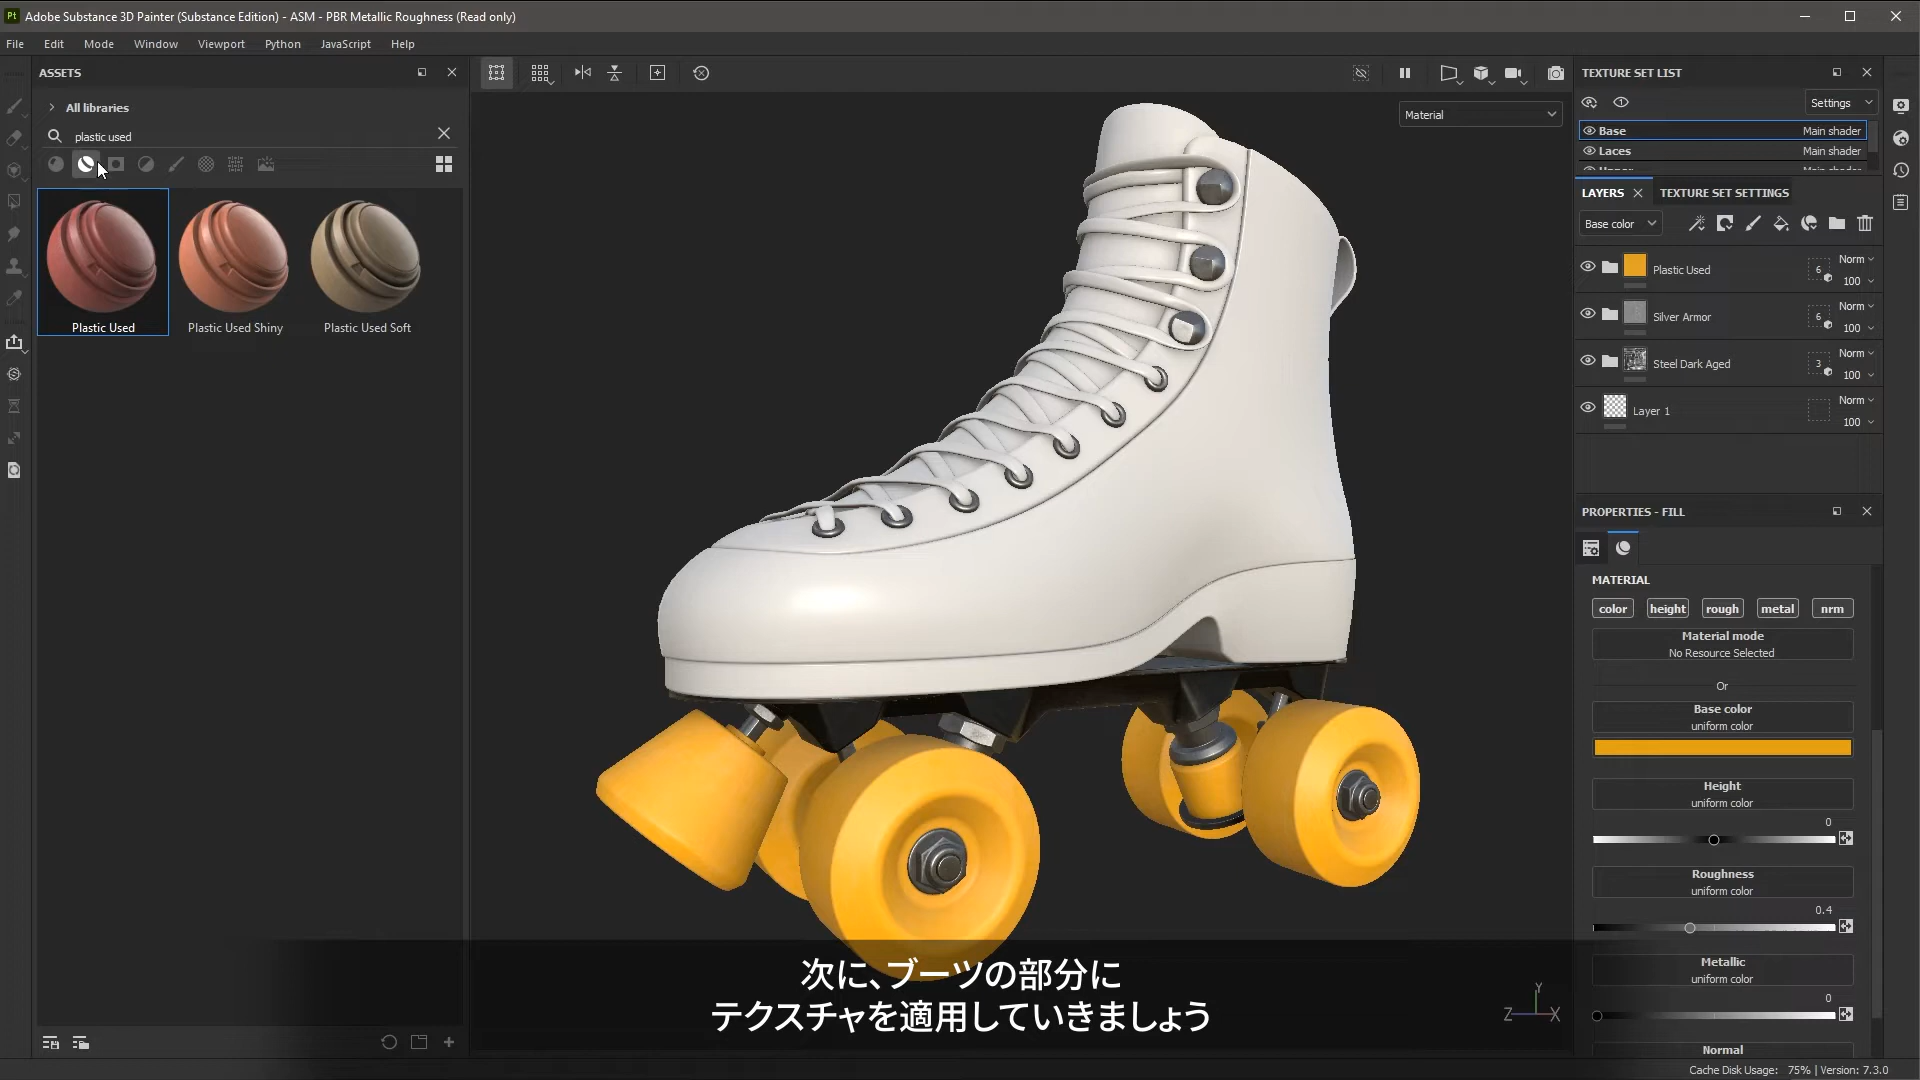 Adobe Substance 3D Painter (Substance Edition) - ASM - PBR Metallic Roughness (Read only)
File Edit Mode Window Viewport Python JavaScript Help
ASSETS
All libraries
plastic used
Plastic Used
Plastic Used Shiny
Plastic Used Soft
Material
TEXTURE SET LIST
Settings
Base Main shader
Laces Main shader
LAYERS
TEXTURE SET SETTINGS
Base color
Plastic Used 6 Norm 100
Silver Armor 6 Norm 100
Steel Dark Aged 3 Norm 100
Layer 1 Norm 100
PROPERTIES - FILL
MATERIAL
color height rough metal nrm
Material mode
No Resource Selected
Or
Base color
uniform color
Height
uniform color
0
Roughness
uniform color
0.4
Metallic
uniform color
0
Normal
Y
Z X
次に、ブーツの部分に
テクスチャを適用していきましょう
Cache Disk Usage: 75% | Version: 7.3.0